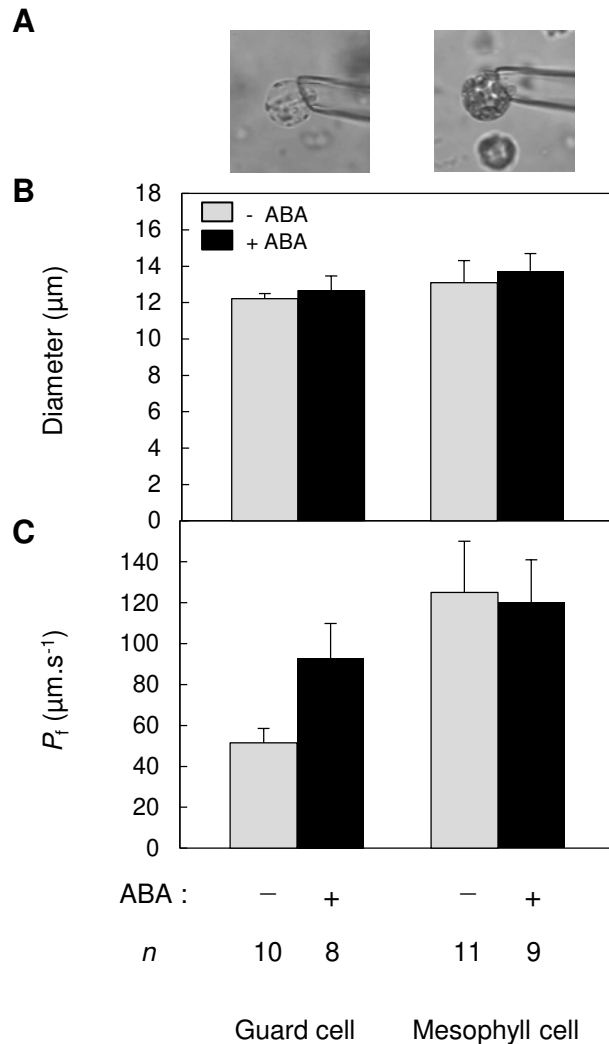 A
B
Diameter (µm)
18
16
14
12
10
8
6
4
2
0
- ABA
+ ABA
C
Pf (µm.s-1)
140
120
100
80
60
40
20
0
ABA : – + – +
n 10 8 11 9
Guard cell Mesophyll cell